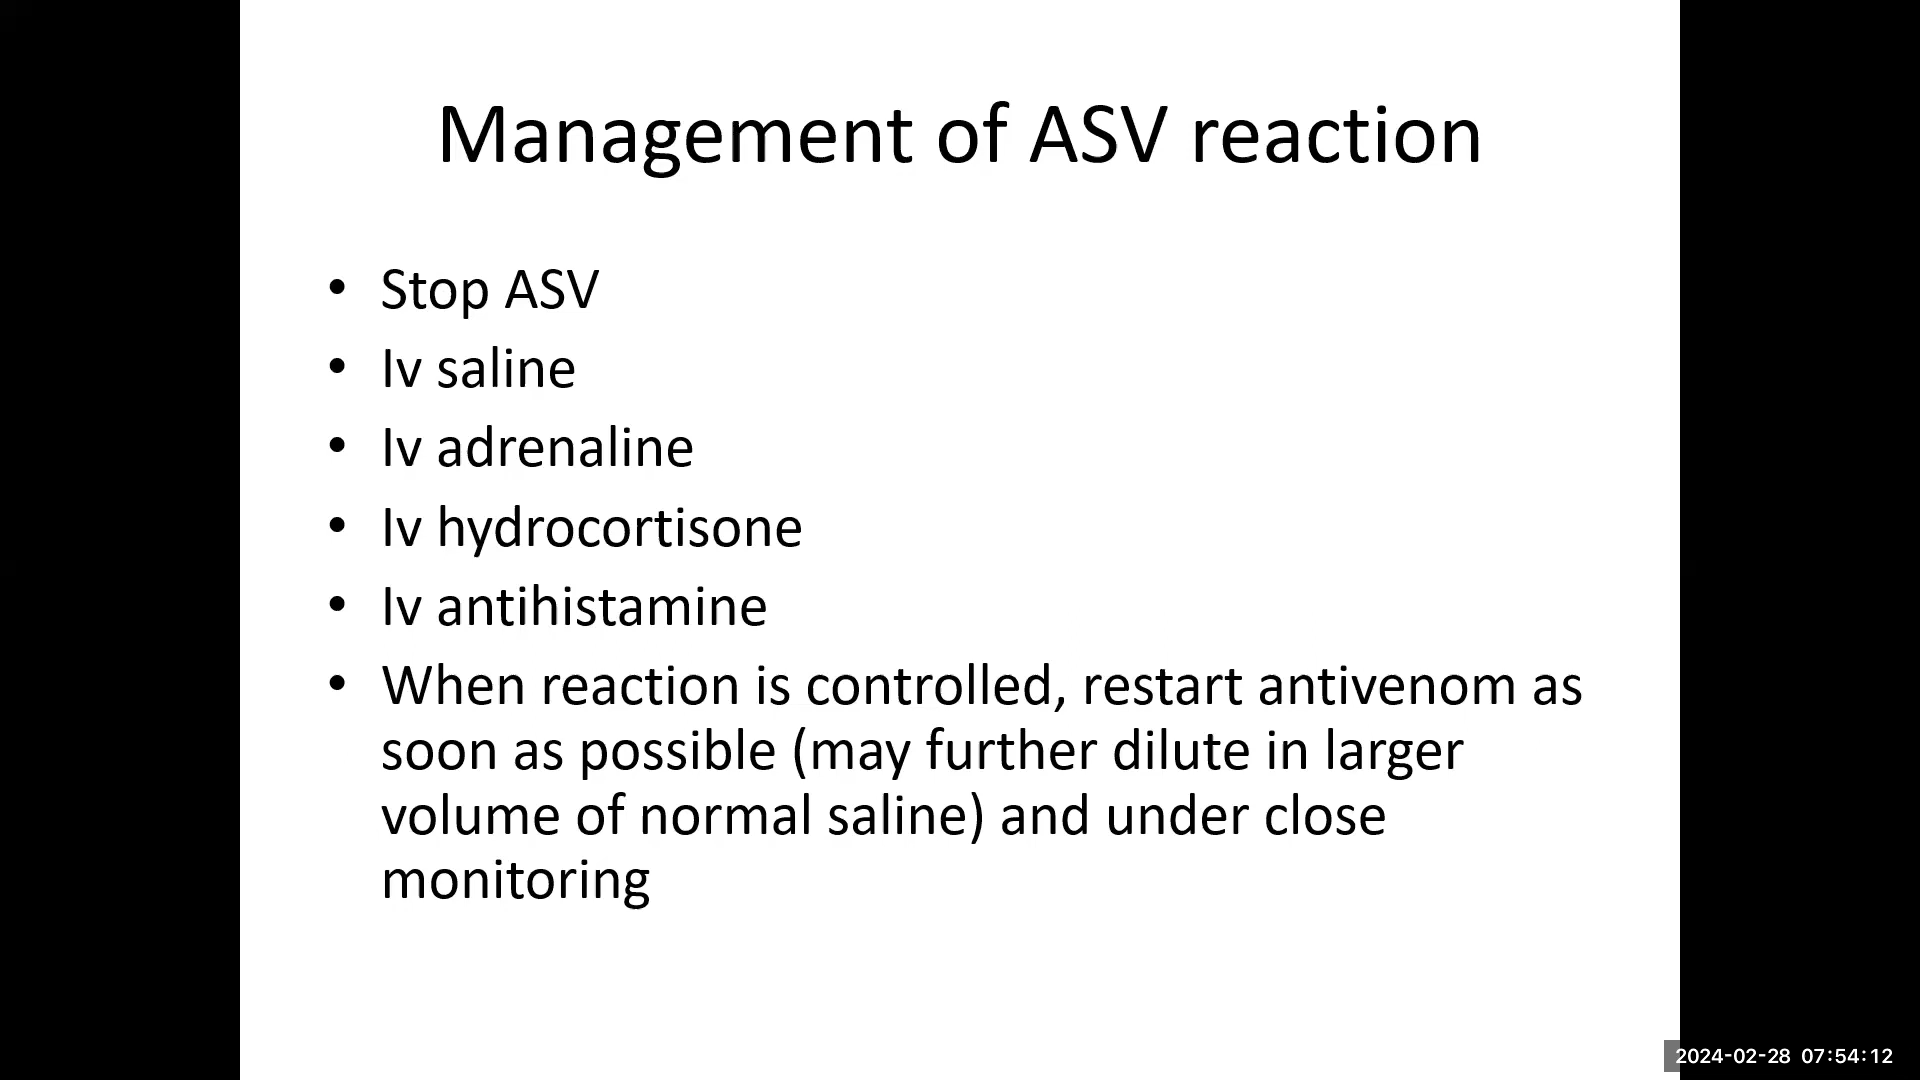 Management of ASV reaction
• Stop ASV
• Iv saline
• Iv adrenaline
• Iv hydrocortisone
• Iv antihistamine
• When reaction is controlled, restart antivenom as
soon as possible (may further dilute in larger
volume of normal saline) and under close
monitoring
2024-02-28 07:54:12